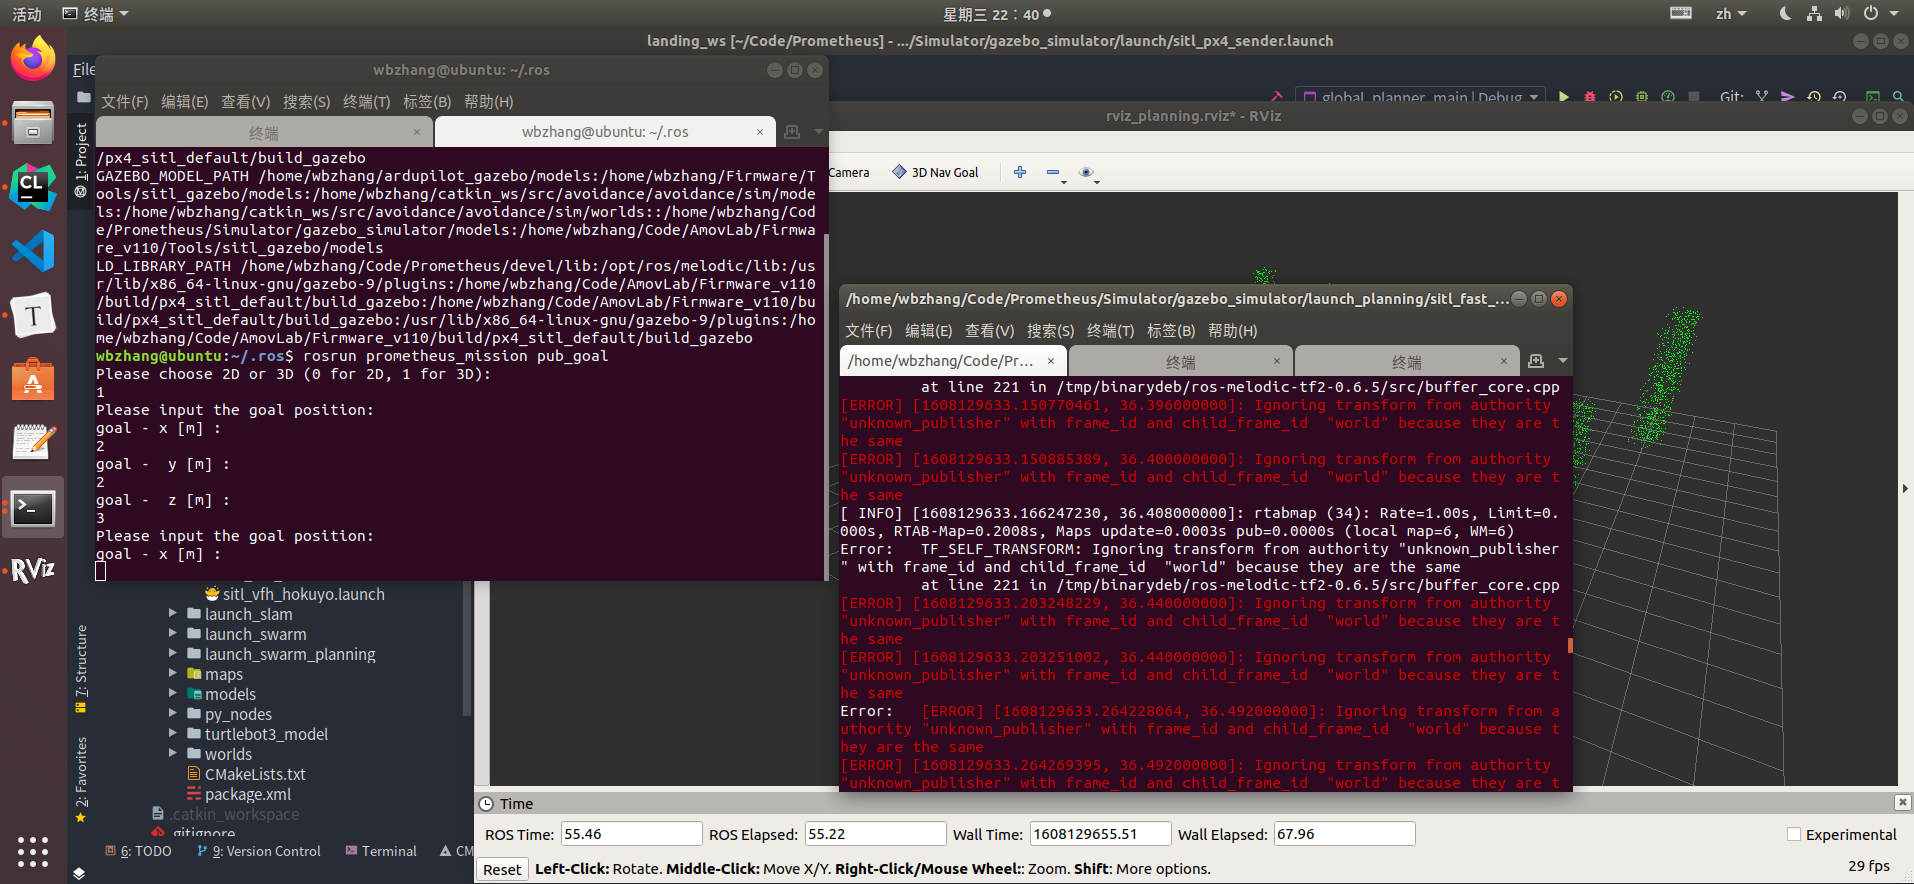 活动
终端
星期三 22：40
zh
landing_ws [~/Code/Prometheus] - .../Simulator/gazebo_simulator/launch/sitl_px4_sender.launch
File
wbzhang@ubuntu: ~/.ros
文件(F) 编辑(E) 查看(V) 搜索(S) 终端(T) 标签(B) 帮助(H)
终端 ×
wbzhang@ubuntu: ~/.ros ×
/px4_sitl_default/build_gazebo
GAZEBO_MODEL_PATH /home/wbzhang/ardupilot_gazebo/models:/home/wbzhang/Firmware/T
ools/sitl_gazebo/models:/home/wbzhang/catkin_ws/src/avoidance/avoidance/sim/mode
ls:/home/wbzhang/catkin_ws/src/avoidance/avoidance/sim/worlds::/home/wbzhang/Cod
e/Prometheus/Simulator/gazebo_simulator/models:/home/wbzhang/Code/AmovLab/Firmwa
re_v110/Tools/sitl_gazebo/models
LD_LIBRARY_PATH /home/wbzhang/Code/Prometheus/devel/lib:/opt/ros/melodic/lib:/us
r/lib/x86_64-linux-gnu/gazebo-9/plugins:/home/wbzhang/Code/AmovLab/Firmware_v110
/build/px4_sitl_default/build_gazebo:/home/wbzhang/Code/AmovLab/Firmware_v110/bu
ild/px4_sitl_default/build_gazebo:/usr/lib/x86_64-linux-gnu/gazebo-9/plugins:/ho
me/wbzhang/Code/AmovLab/Firmware_v110/build/px4_sitl_default/build_gazebo
wbzhang@ubuntu:~/.ros$ rosrun prometheus_mission pub_goal
Please choose 2D or 3D (0 for 2D, 1 for 3D):
1
Please input the goal position:
goal - x [m] :
2
goal -  y [m] :
2
goal -  z [m] :
3
Please input the goal position:
goal - x [m] :
global_planner_main | Debug
Git:
rviz_planning.rviz* - RViz
Camera
3D Nav Goal
/home/wbzhang/Code/Prometheus/Simulator/gazebo_simulator/launch_planning/sitl_fast_...
文件(F) 编辑(E) 查看(V) 搜索(S) 终端(T) 标签(B) 帮助(H)
/home/wbzhang/Code/Pr... ×
终端 ×
终端 ×
at line 221 in /tmp/binarydeb/ros-melodic-tf2-0.6.5/src/buffer_core.cpp
[ERROR] [1608129633.150770461, 36.396000000]: Ignoring transform from authority
"unknown_publisher" with frame_id and child_frame_id  "world" because they are t
he same
[ERROR] [1608129633.150885389, 36.400000000]: Ignoring transform from authority
"unknown_publisher" with frame_id and child_frame_id  "world" because they are t
he same
[ INFO] [1608129633.166247230, 36.408000000]: rtabmap (34): Rate=1.00s, Limit=0.
000s, RTAB-Map=0.2008s, Maps update=0.0003s pub=0.0000s (local map=6, WM=6)
Error:   TF_SELF_TRANSFORM: Ignoring transform from authority "unknown_publisher
" with frame_id and child_frame_id  "world" because they are the same
at line 221 in /tmp/binarydeb/ros-melodic-tf2-0.6.5/src/buffer_core.cpp
[ERROR] [1608129633.203248229, 36.440000000]: Ignoring transform from authority
"unknown_publisher" with frame_id and child_frame_id  "world" because they are t
he same
[ERROR] [1608129633.203251002, 36.440000000]: Ignoring transform from authority
"unknown_publisher" with frame_id and child_frame_id  "world" because they are t
he same
Error:   [ERROR] [1608129633.264228064, 36.492000000]: Ignoring transform from a
uthority "unknown_publisher" with frame_id and child_frame_id  "world" because t
hey are the same
[ERROR] [1608129633.264269395, 36.492000000]: Ignoring transform from authority
"unknown_publisher" with frame_id and child_frame_id  "world" because they are t
1: Project
7: Structure
2: Favorites
CL
T
A
RViz
sitl_vfh_hokuyo.launch
launch_slam
launch_swarm
launch_swarm_planning
maps
models
py_nodes
turtlebot3_model
worlds
CMakeLists.txt
package.xml
.catkin_workspace
.gitignore
6: TODO
9: Version Control
Terminal
CM
Time
ROS Time: 55.46
ROS Elapsed: 55.22
Wall Time: 1608129655.51
Wall Elapsed: 67.96
Experimental
Reset
Left-Click: Rotate. Middle-Click: Move X/Y. Right-Click/Mouse Wheel:: Zoom. Shift: More options.
29 fps